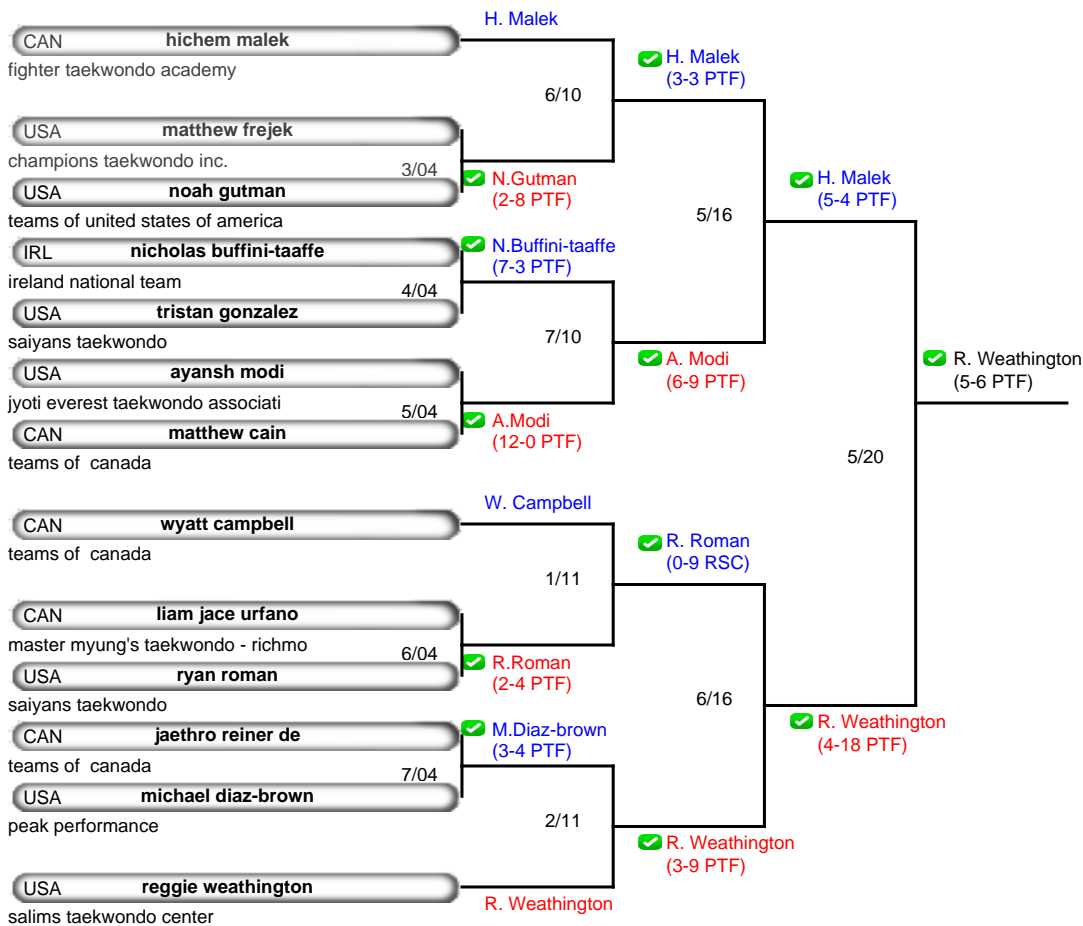 H. Malek
CAN hichem malek
fighter taekwondo academy
H. Malek
(3-3 PTF)
6/10
USA matthew frejek
champions taekwondo inc.
3/04
N.Gutman
(2-8 PTF)
USA noah gutman
teams of united states of america
H. Malek
(5-4 PTF)
5/16
IRL nicholas buffini-taaffe
ireland national team
N.Buffini-taaffe
(7-3 PTF)
4/04
USA tristan gonzalez
saiyans taekwondo
7/10
A. Modi
(6-9 PTF)
USA ayansh modi
jyoti everest taekwondo associati
5/04
A.Modi
(12-0 PTF)
CAN matthew cain
teams of canada
R. Weathington
(5-6 PTF)
5/20
W. Campbell
CAN wyatt campbell
teams of canada
R. Roman
(0-9 RSC)
1/11
CAN liam jace urfano
master myung's taekwondo - richmo
6/04
R.Roman
(2-4 PTF)
USA ryan roman
saiyans taekwondo
6/16
R. Weathington
(4-18 PTF)
CAN jaethro reiner de
teams of canada
M.Diaz-brown
(3-4 PTF)
7/04
USA michael diaz-brown
peak performance
2/11
R. Weathington
(3-9 PTF)
USA reggie weathington
salims taekwondo center
R. Weathington